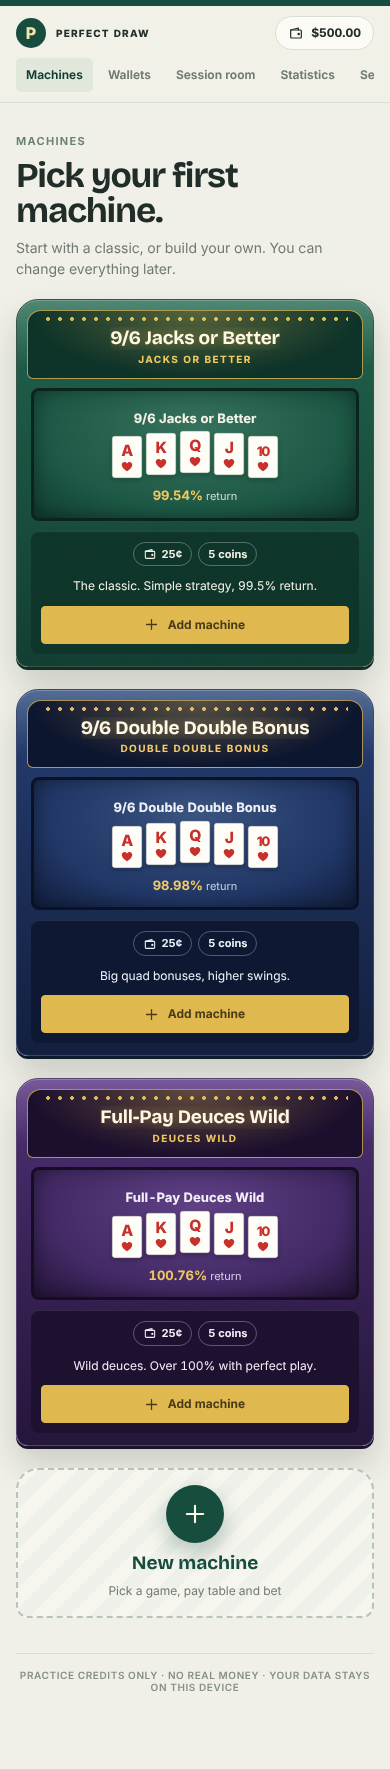 P PERFECT DRAW
$500.00
Machines Wallets Session room Statistics Se
MACHINES
Pick your first
machine.
Start with a classic, or build your own. You can
change everything later.
9/6 Jacks or Better
JACKS OR BETTER
9/6 Jacks or Better
A K Q J 10
99.54% return
25¢ 5 coins
The classic. Simple strategy, 99.5% return.
Add machine
9/6 Double Double Bonus
DOUBLE DOUBLE BONUS
9/6 Double Double Bonus
A K Q J 10
98.98% return
25¢ 5 coins
Big quad bonuses, higher swings.
Add machine
Full-Pay Deuces Wild
DEUCES WILD
Full-Pay Deuces Wild
A K Q J 10
100.76% return
25¢ 5 coins
Wild deuces. Over 100% with perfect play.
Add machine
New machine
Pick a game, pay table and bet
PRACTICE CREDITS ONLY · NO REAL MONEY · YOUR DATA STAYS
ON THIS DEVICE